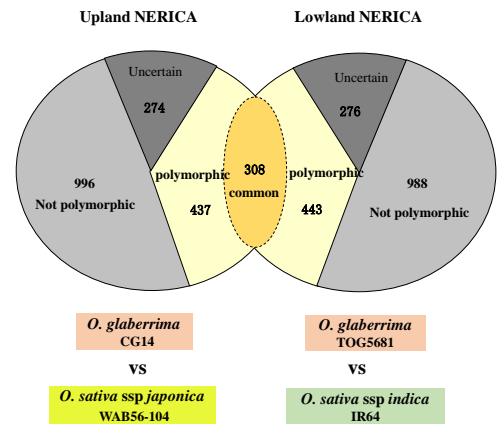 Upland NERICA
Lowland NERICA
Uncertain
274
Uncertain
276
996
Not polymorphic
polymorphic
437
308
common
polymorphic
443
988
Not polymorphic
O. glaberrima
CG14
vs
O. sativa ssp japonica
WAB56-104
O. glaberrima
TOG5681
vs
O. sativa ssp indica
IR64